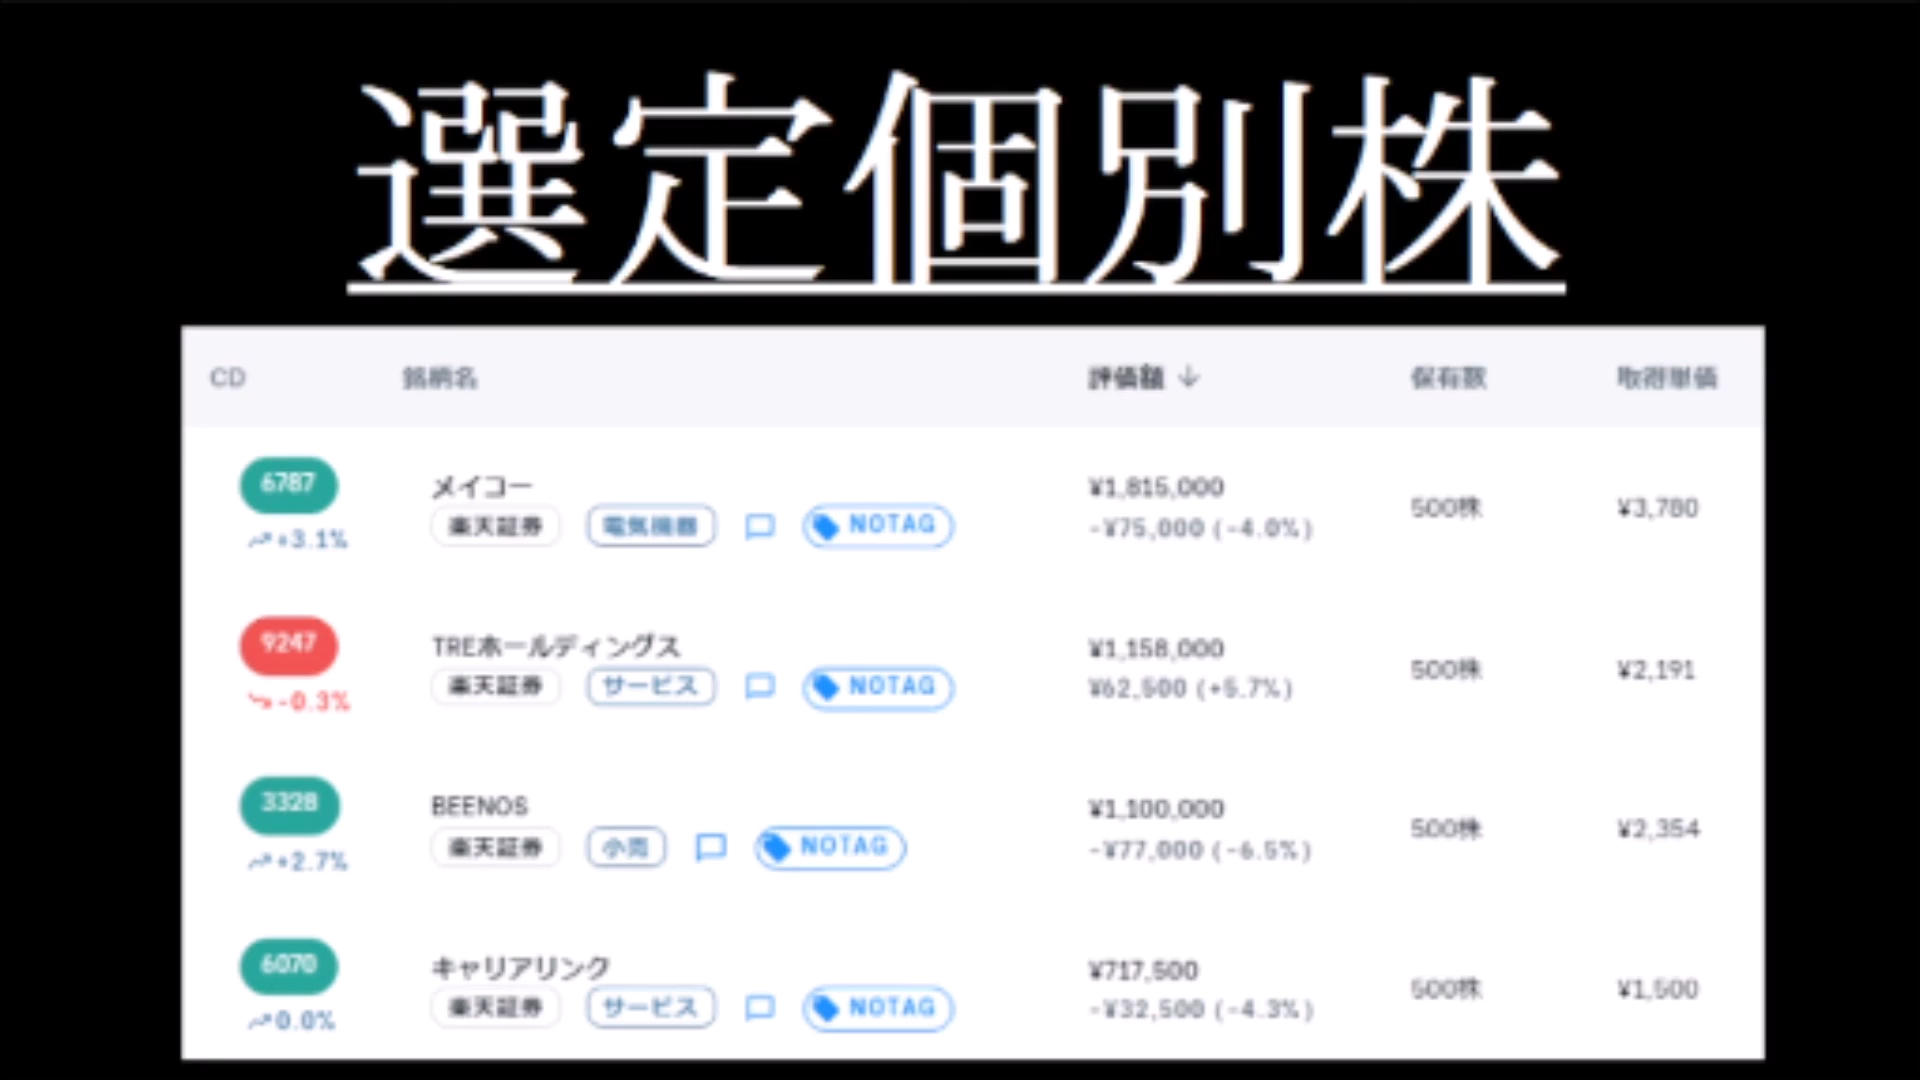 選定個別株
CD 銘柄名 評価額 ↓ 保有数 取得単価
6787 メイコー ¥1,815,000 500株 ¥3,780
+3.1% 楽天証券 電気機器 NOTAG -¥75,000 (-4.0%)
9247 TREホールディングス ¥1,158,000 500株 ¥2,191
-0.3% 楽天証券 サービス NOTAG ¥62,500 (+5.7%)
3328 BEENOS ¥1,100,000 500株 ¥2,354
+2.7% 楽天証券 小売 NOTAG -¥77,000 (-6.5%)
6070 キャリアリンク ¥717,500 500株 ¥1,500
0.0% 楽天証券 サービス NOTAG -¥32,500 (-4.3%)